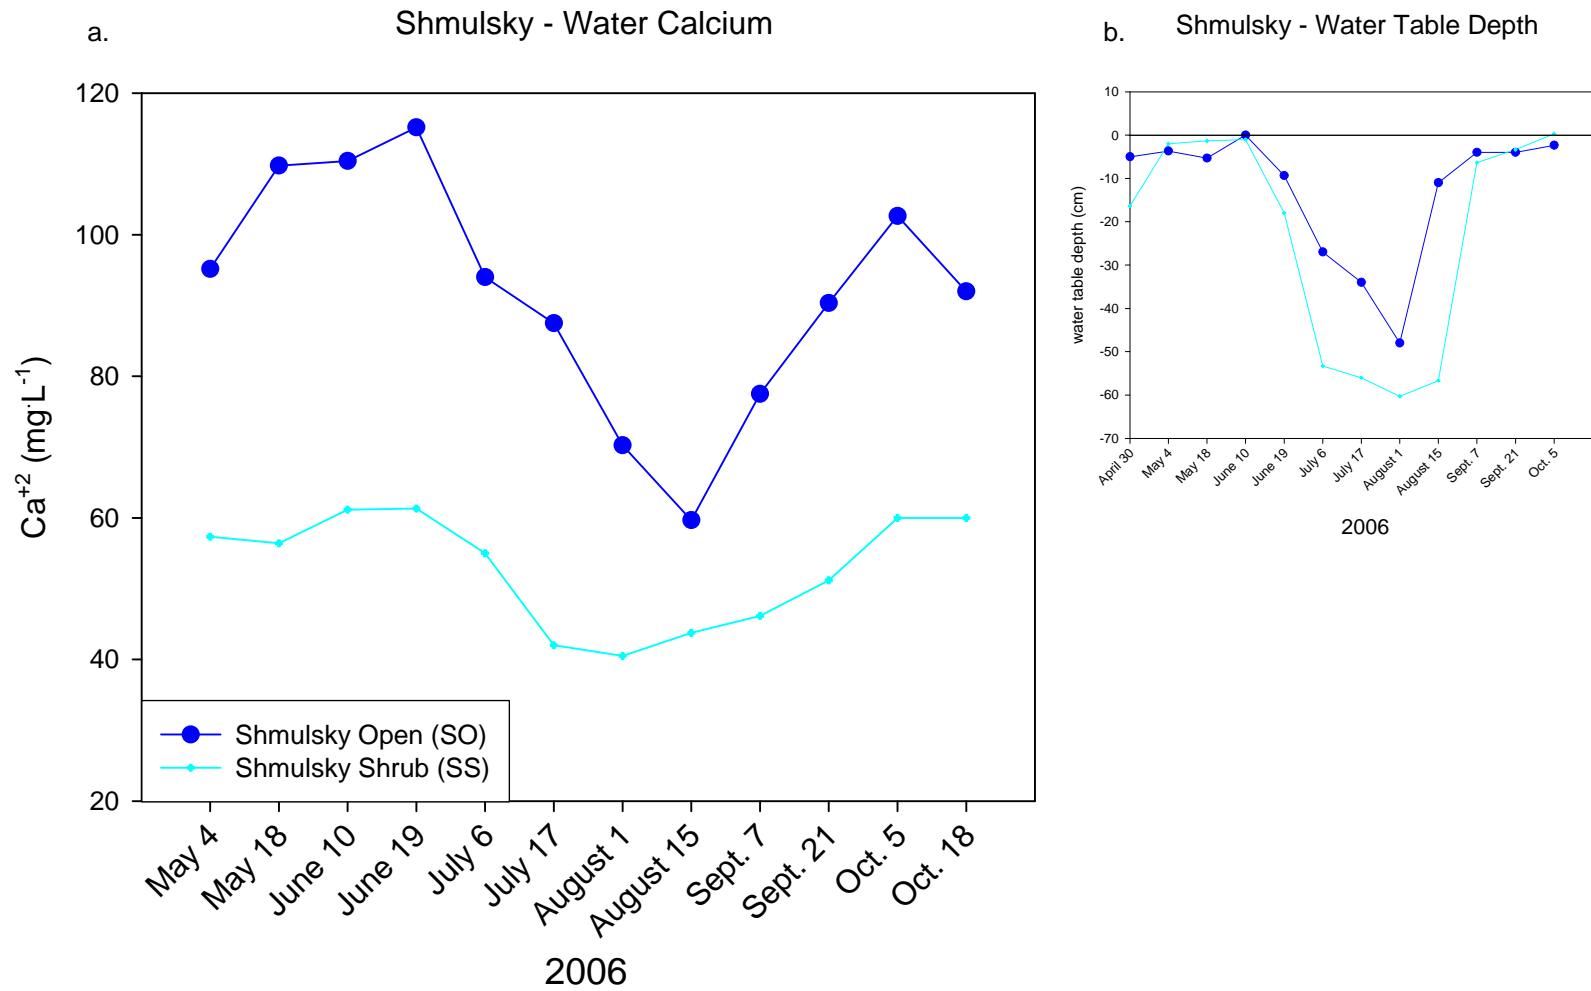 a.
Shmulsky - Water Calcium
120
100
80
60
40
20
Ca+2 (mg·L-1)
Shmulsky Open (SO)
Shmulsky Shrub (SS)
May 4
May 18
June 10
June 19
July 6
July 17
August 1
August 15
Sept. 7
Sept. 21
Oct. 5
Oct. 18
2006
b.
Shmulsky - Water Table Depth
10
0
-10
-20
-30
-40
-50
-60
-70
water table depth (cm)
April 30
May 4
May 18
June 10
June 19
July 6
July 17
August 1
August 15
Sept. 7
Sept. 21
Oct. 5
2006